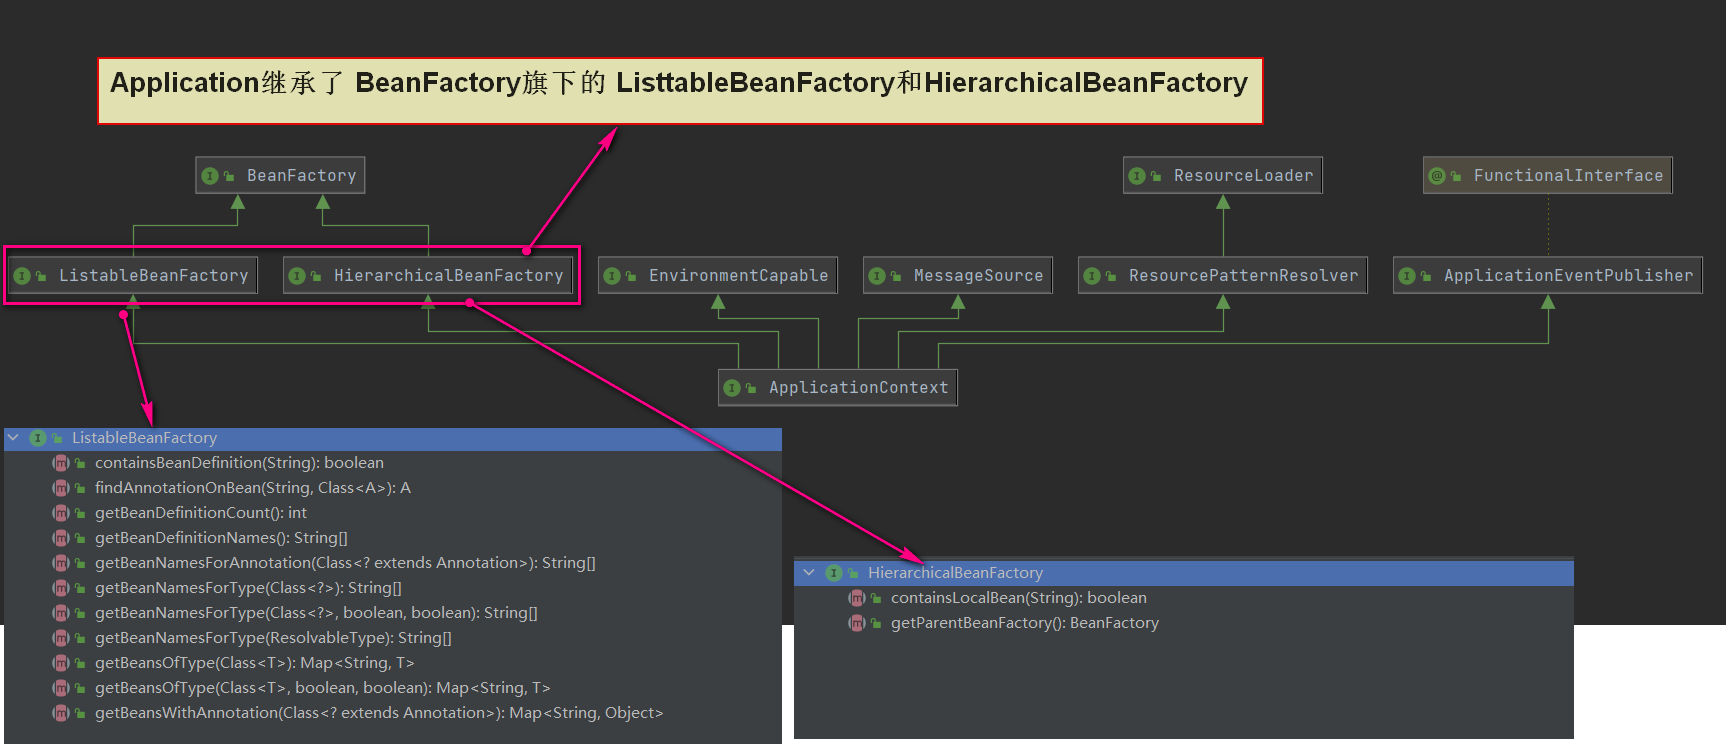 Application继承了 BeanFactory旗下的 ListtableBeanFactory和HierarchicalBeanFactory
I BeanFactory
I ResourceLoader
@ FunctionalInterface
I ListableBeanFactory
I HierarchicalBeanFactory
I EnvironmentCapable
I MessageSource
I ResourcePatternResolver
I ApplicationEventPublisher
I ApplicationContext
I ListableBeanFactory
m containsBeanDefinition(String): boolean
m findAnnotationOnBean(String, Class<A>): A
m getBeanDefinitionCount(): int
m getBeanDefinitionNames(): String[]
m getBeanNamesForAnnotation(Class<? extends Annotation>): String[]
m getBeanNamesForType(Class<?>): String[]
m getBeanNamesForType(Class<?>, boolean, boolean): String[]
m getBeanNamesForType(ResolvableType): String[]
m getBeansOfType(Class<T>): Map<String, T>
m getBeansOfType(Class<T>, boolean, boolean): Map<String, T>
m getBeansWithAnnotation(Class<? extends Annotation>): Map<String, Object>
I HierarchicalBeanFactory
m containsLocalBean(String): boolean
m getParentBeanFactory(): BeanFactory